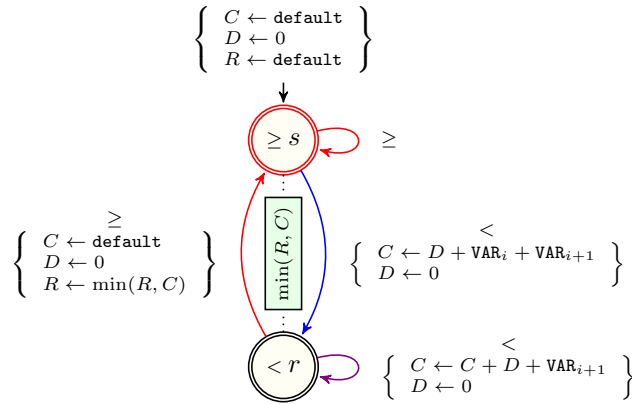 C ← default
D ← 0
R ← default
≥ s
≥
≥
C ← default
D ← 0
R ← min(R, C)
min(R, C)
<
C ← D + VAR_i + VAR_{i+1}
D ← 0
< r
<
C ← C + D + VAR_{i+1}
D ← 0